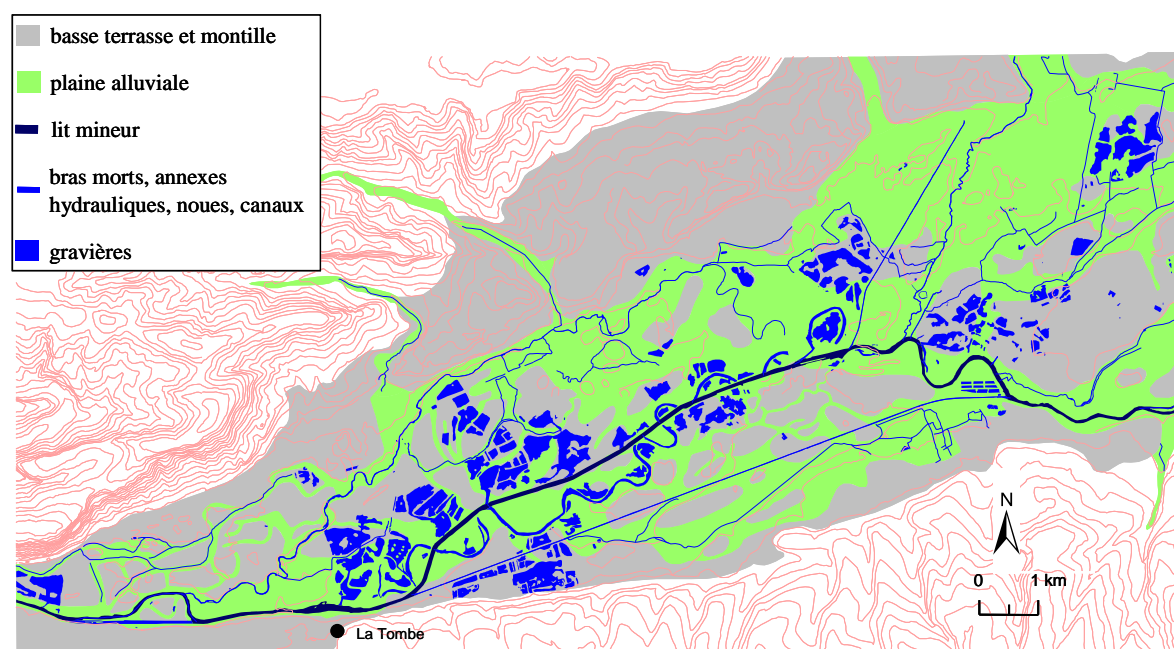 basse terrasse et montille
plaine alluviale
lit mineur
bras morts, annexes
hydrauliques, noues, canaux
gravières
N
0 1 km
La Tombe